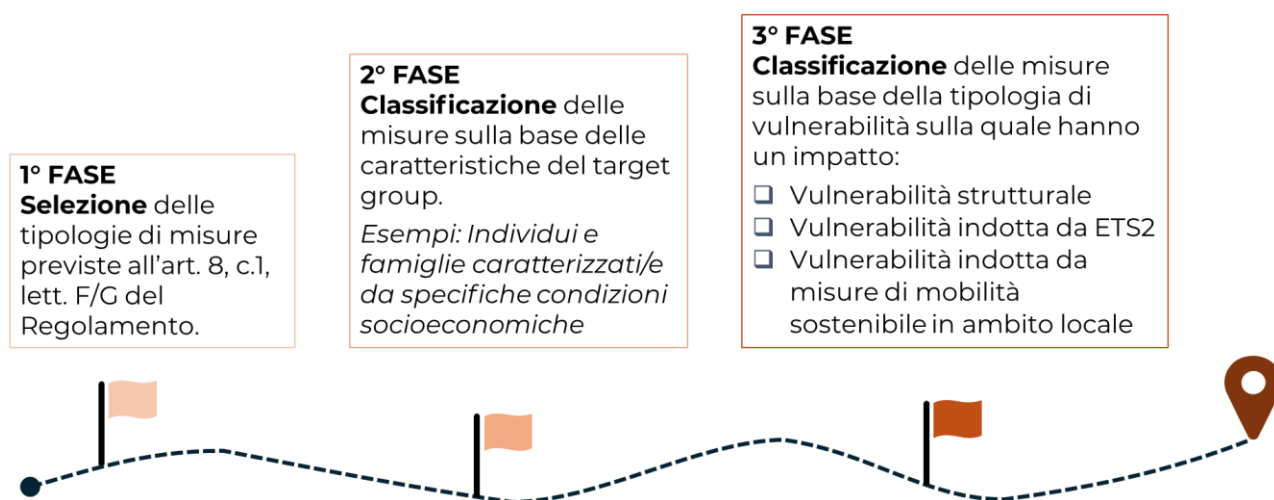 1° FASE
Selezione delle
tipologie di misure
previste all’art. 8, c.1,
lett. F/G del
Regolamento.
2° FASE
Classificazione delle
misure sulla base delle
caratteristiche del target
group.
Esempi: Individui e
famiglie caratterizzati/e
da specifiche condizioni
socioeconomiche
3° FASE
Classificazione delle misure
sulla base della tipologia di
vulnerabilità sulla quale hanno
un impatto:
❑ Vulnerabilità strutturale
❑ Vulnerabilità indotta da ETS2
❑ Vulnerabilità indotta da
misure di mobilità
sostenibile in ambito locale